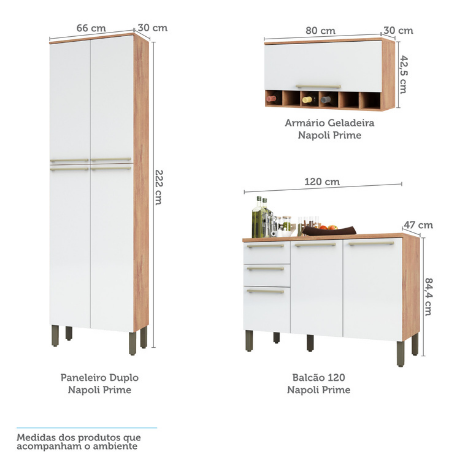 66 cm
30 cm
222 cm
Paneleiro Duplo
Napoli Prime
80 cm
30 cm
42,5 cm
Armário Geladeira
Napoli Prime
120 cm
47 cm
84,4 cm
Balcão 120
Napoli Prime
Medidas dos produtos que
acompanham o ambiente